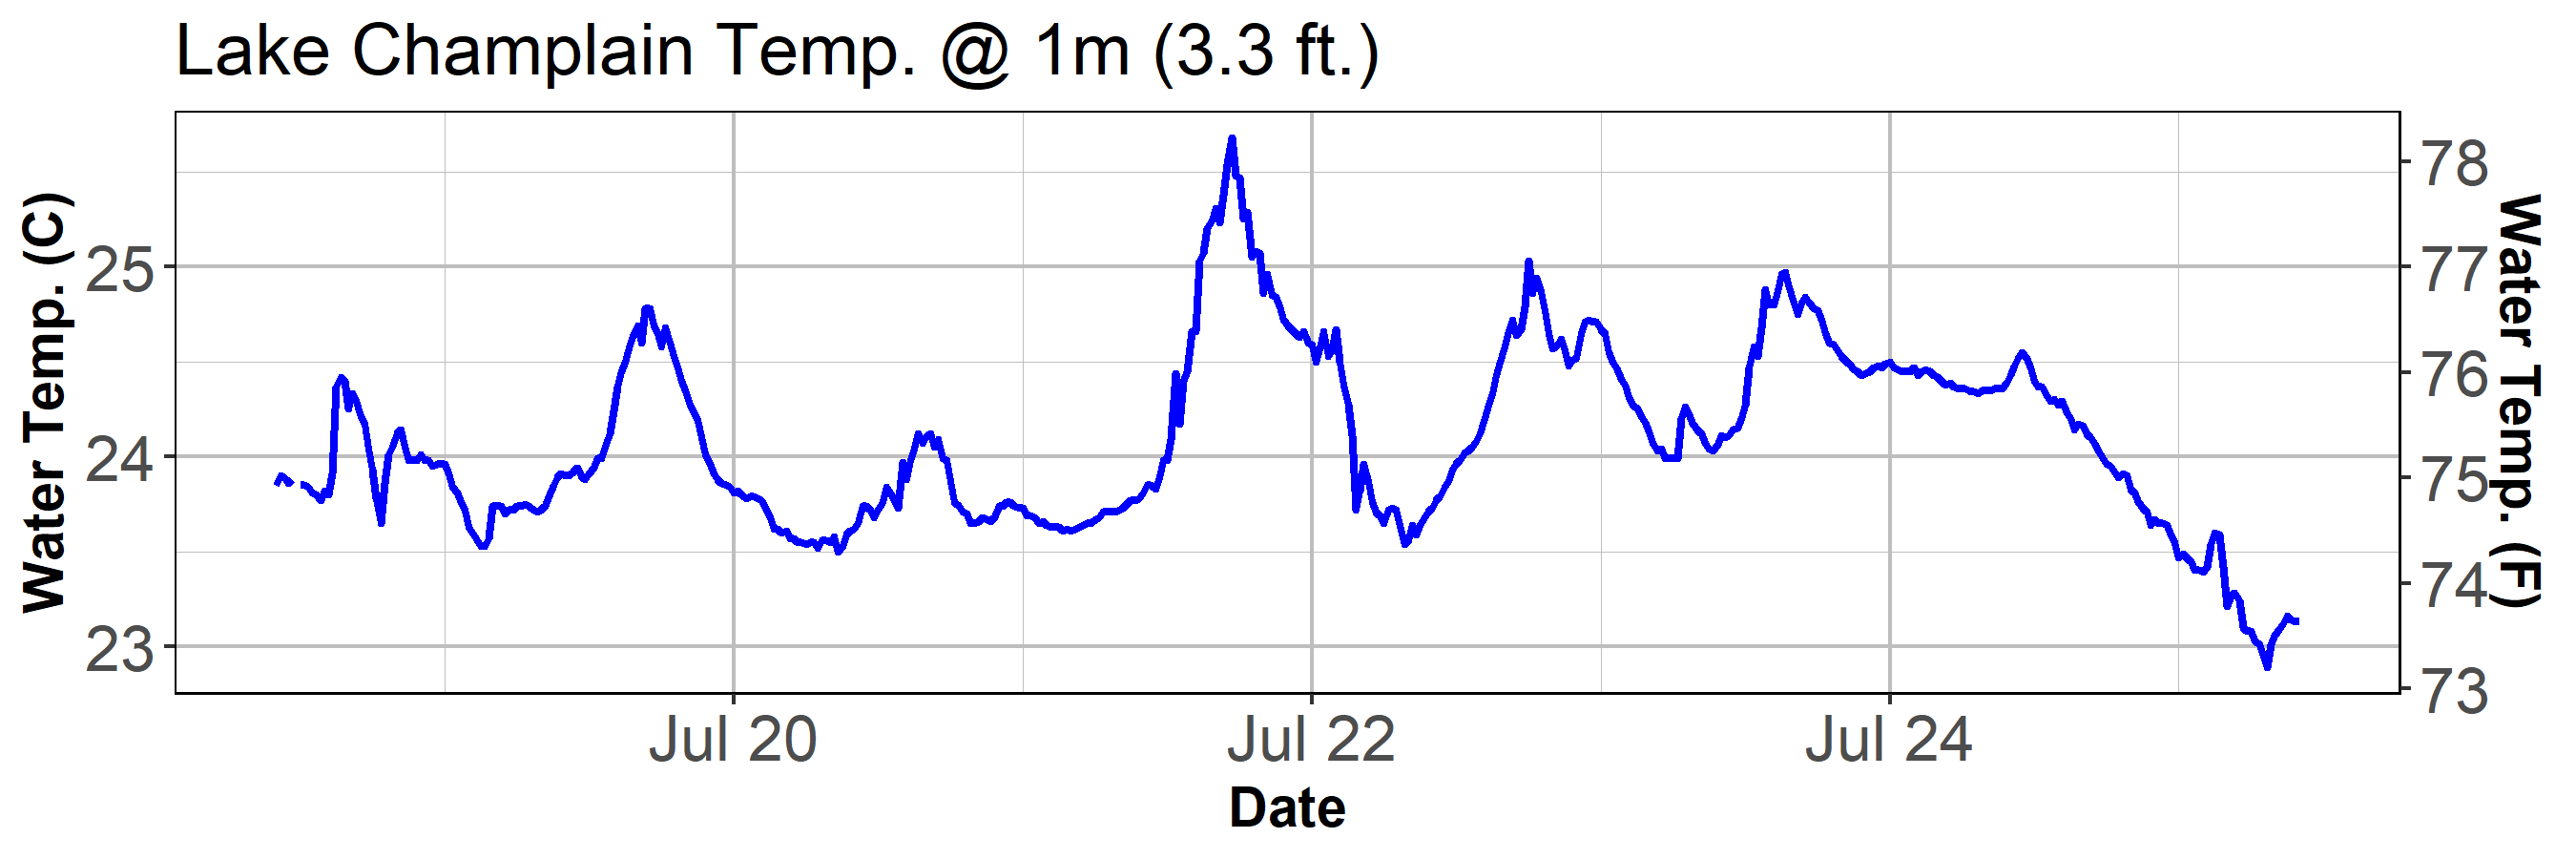 Lake Champlain Temp. @ 1m (3.3 ft.)
Water Temp. (C)
25
24
23
78
77
76
75
74
73
Water Temp. (F)
Jul 20 Jul 22 Jul 24
Date